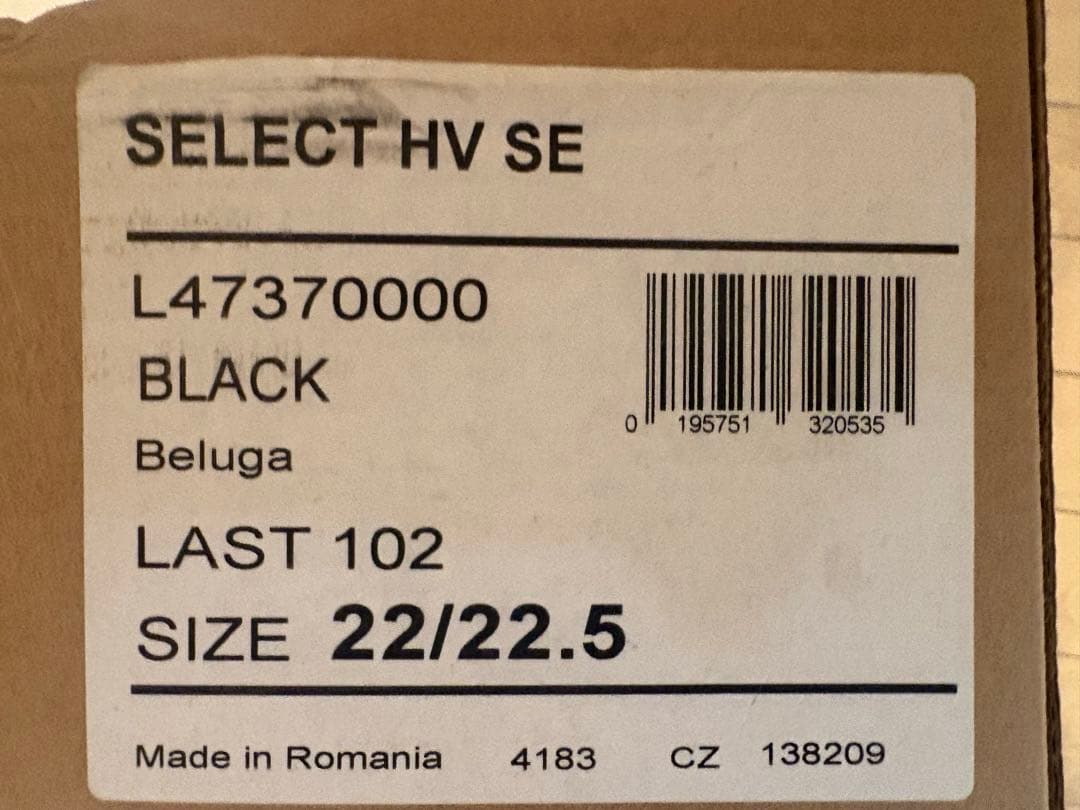 SELECT HV SE
L47370000
BLACK
Beluga
0 195751 320535
LAST 102
SIZE 22/22.5
Made in Romania 4183 CZ 138209